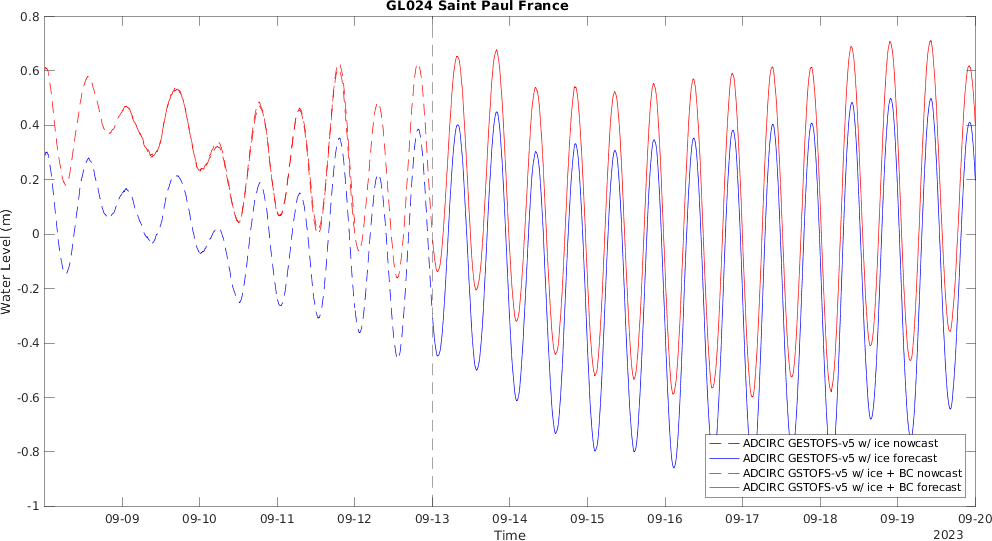 GL024 Saint Paul France
0.8
0.6
0.4
0.2
0
-0.2
-0.4
-0.6
-0.8
-1
Water Level (m)
ADCIRC GESTOFS-v5 w/ ice nowcast
ADCIRC GESTOFS-v5 w/ ice forecast
ADCIRC GSTOFS-v5 w/ ice + BC nowcast
ADCIRC GSTOFS-v5 w/ ice + BC forecast
09-09 09-10 09-11 09-12 09-13 09-14 09-15 09-16 09-17 09-18 09-19 09-20
Time
2023